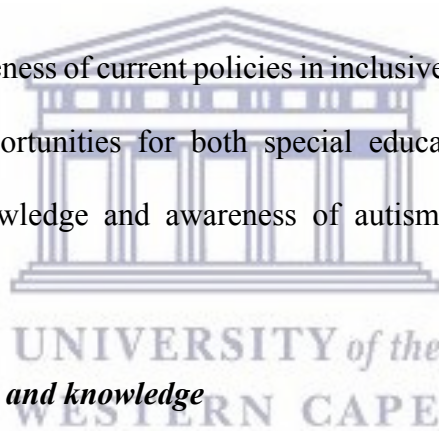 eness of current policies in inclusive
ortunities for both special educa
wledge and awareness of autism
UNIVERSITY of the
and knowledge
WESTERN CAPE